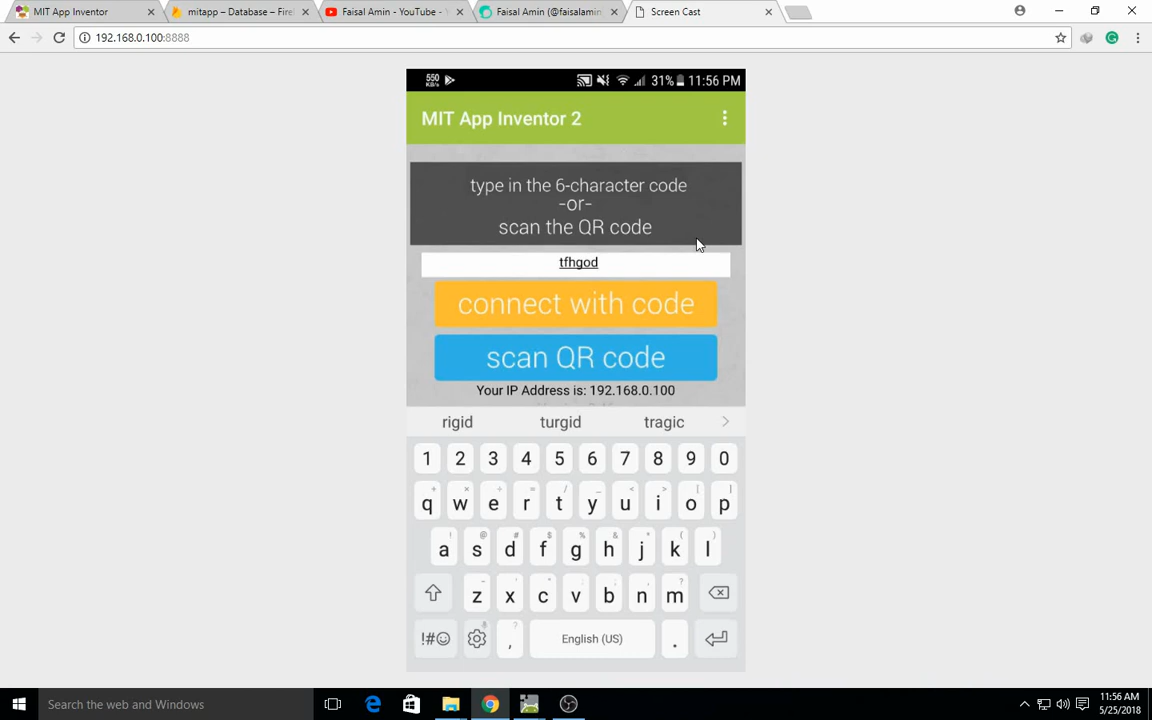 MIT App Inventor
mitapp – Database – Fire
Faisal Amin - YouTube -
Faisal Amin (@faisalamin
Screen Cast
192.168.0.100:8888
550 KB/s 31% 11:56 PM
MIT App Inventor 2
type in the 6-character code
-or-
scan the QR code
tfhgod
connect with code
scan QR code
Your IP Address is: 192.168.0.100
rigid turgid tragic
1 2 3 4 5 6 7 8 9 0
q w e r t y u i o p
a s d f g h j k l
z x c v b n m
!#☺ , English (US) .
Search the web and Windows
11:56 AM
5/25/2018